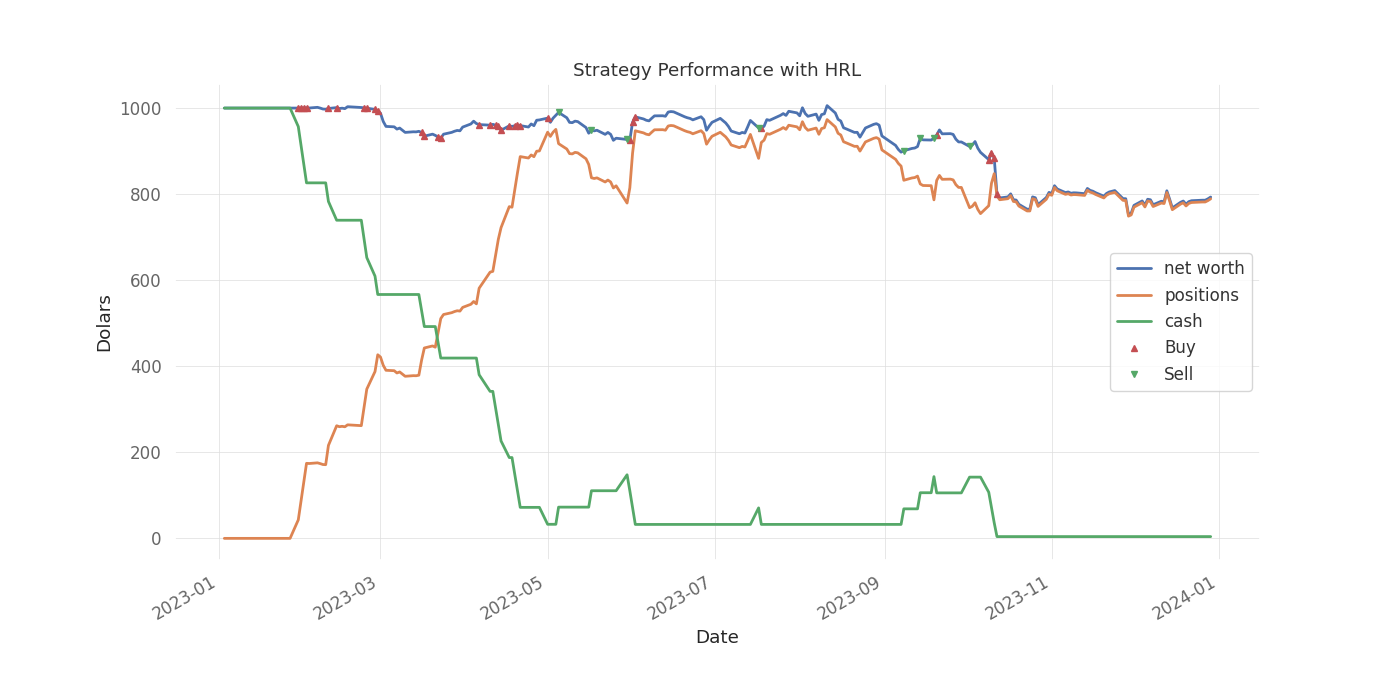 Strategy Performance with HRL
1000
800
600
400
200
0
Dolars
net worth
positions
cash
Buy
Sell
2023-01
2023-03
2023-05
2023-07
2023-09
2023-11
2024-01
Date